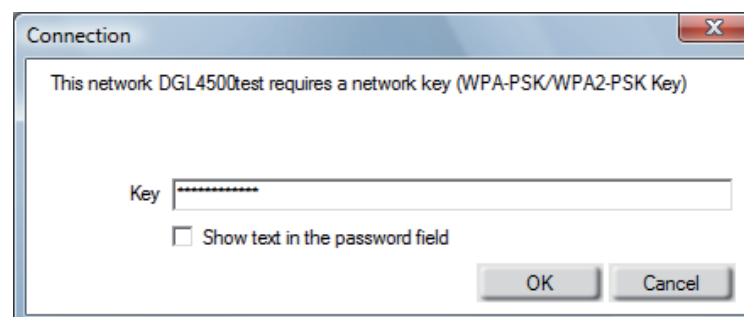 Connection
This network DGL4500test requires a network key (WPA-PSK/WPA2-PSK Key)
Key ************
Show text in the password field
OK Cancel